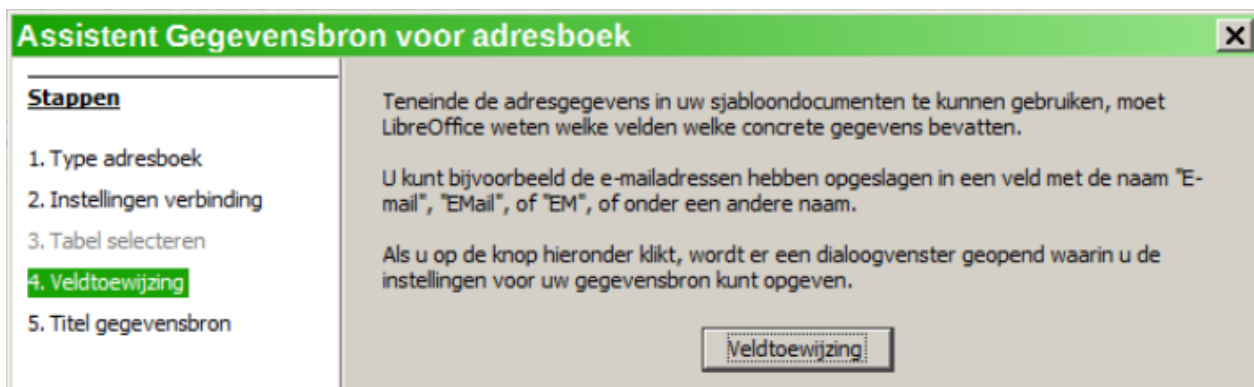 Assistent Gegevensbron voor adresboek
Stappen
1. Type adresboek
2. Instellingen verbinding
3. Tabel selecteren
4. Veldtoewijzing
5. Titel gegevensbron
Teneinde de adresgegevens in uw sjabloondocumenten te kunnen gebruiken, moet
LibreOffice weten welke velden welke concrete gegevens bevatten.
U kunt bijvoorbeeld de e-mailadressen hebben opgeslagen in een veld met de naam "E-
mail", "EMail", of "EM", of onder een andere naam.
Als u op de knop hieronder klikt, wordt er een dialoogvenster geopend waarin u de
instellingen voor uw gegevensbron kunt opgeven.
Veldtoewijzing